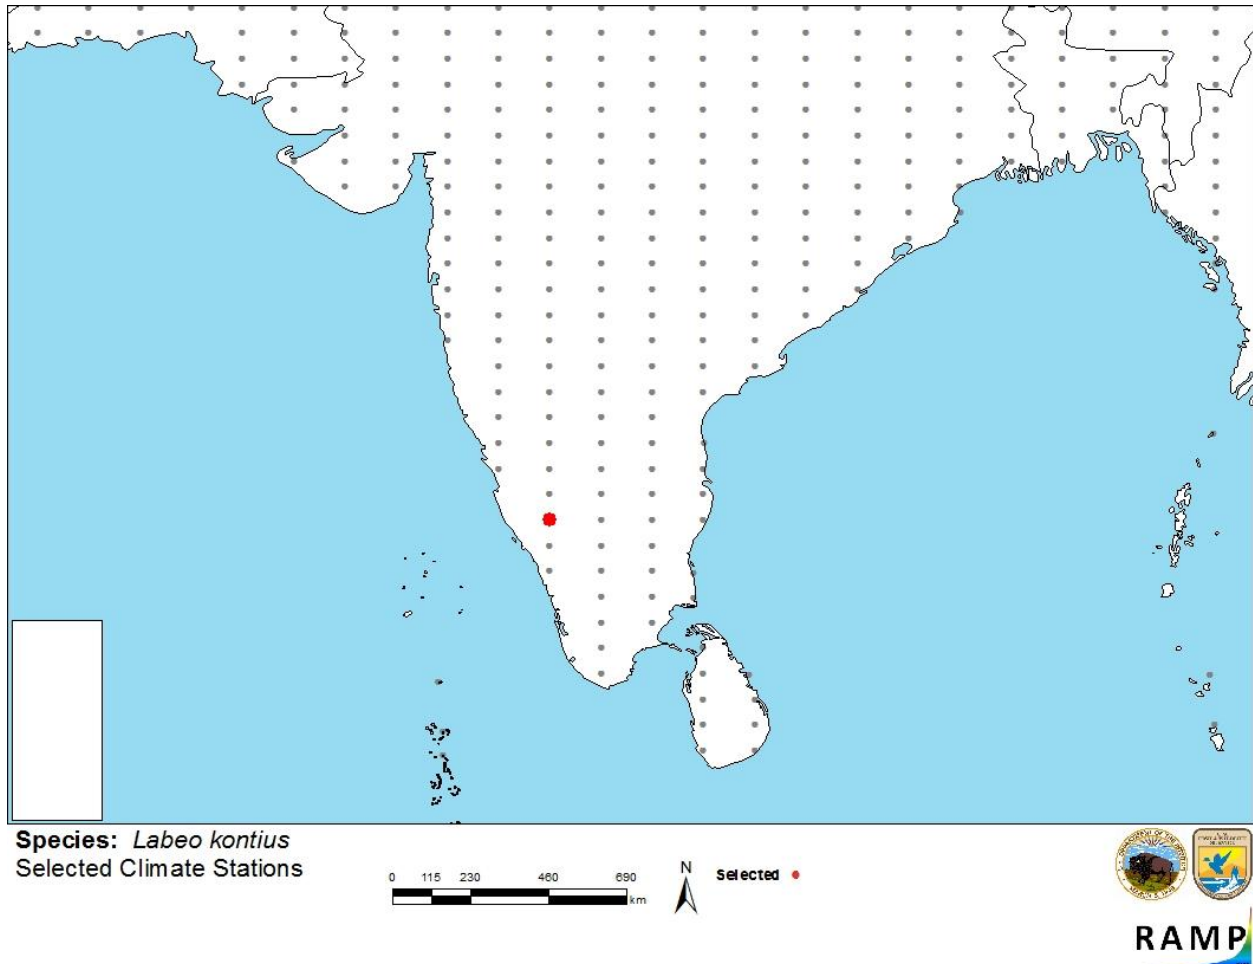 Species: Labeo kontius
Selected Climate Stations
0 115 230 460 690
km
N
Selected
RAMP